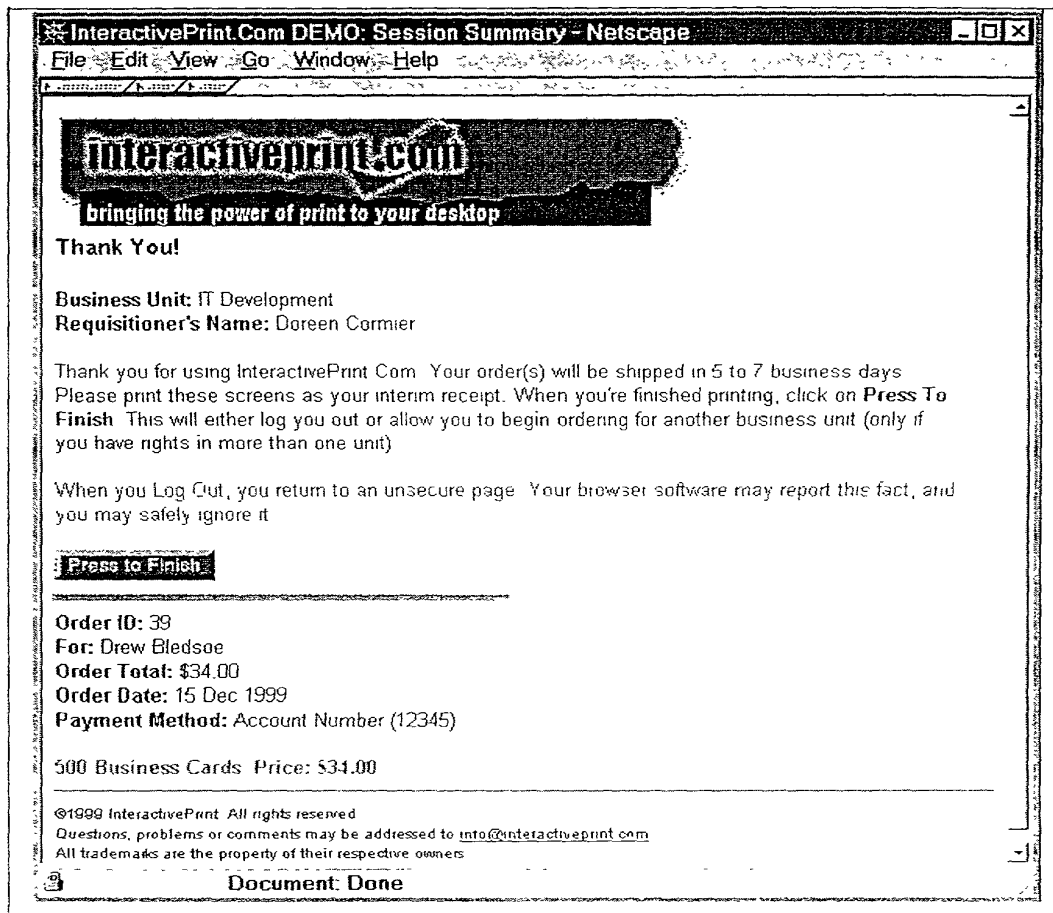 InteractivePrint.Com DEMO: Session Summary - Netscape
File Edit View Go Window Help
interactiveprint.com
bringing the power of print to your desktop
Thank You!
Business Unit: IT Development
Requisitioner's Name: Doreen Cormier
Thank you for using InteractivePrint Com Your order(s) will be shipped in 5 to 7 business days
Please print these screens as your interim receipt. When you're finished printing, click on Press To
Finish This will either log you out or allow you to begin ordering for another business unit (only if
you have rights in more than one unit)
When you Log Out, you return to an unsecure page Your browser software may report this fact, and
you may safely ignore it
Press to Finish
Order ID: 39
For: Drew Bledsoe
Order Total: $34.00
Order Date: 15 Dec 1999
Payment Method: Account Number (12345)
500 Business Cards Price: $34.00
©1999 InteractivePrint All rights reserved
Questions, problems or comments may be addressed to info@interactiveprint com
All trademarks are the property of their respective owners
Document: Done